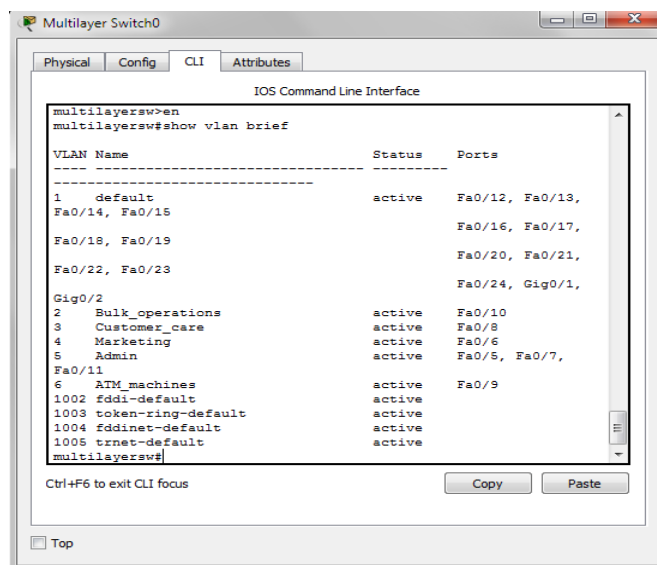 Multilayer Switch0
Physical Config CLI Attributes
IOS Command Line Interface
multilayersw>en
multilayersw#show vlan brief
VLAN Name Status Ports
---- -------------------------------- --------- -------------------------------
1 default active Fa0/12, Fa0/13,
Fa0/14, Fa0/15
Fa0/16, Fa0/17,
Fa0/18, Fa0/19
Fa0/20, Fa0/21,
Fa0/22, Fa0/23
Fa0/24, Gig0/1,
Gig0/2
2 Bulk_operations active Fa0/10
3 Customer_care active Fa0/8
4 Marketing active Fa0/6
5 Admin active Fa0/5, Fa0/7,
Fa0/11
6 ATM_machines active Fa0/9
1002 fddi-default active
1003 token-ring-default active
1004 fddinet-default active
1005 trnet-default active
multilayersw#
Ctrl+F6 to exit CLI focus
Copy Paste
Top